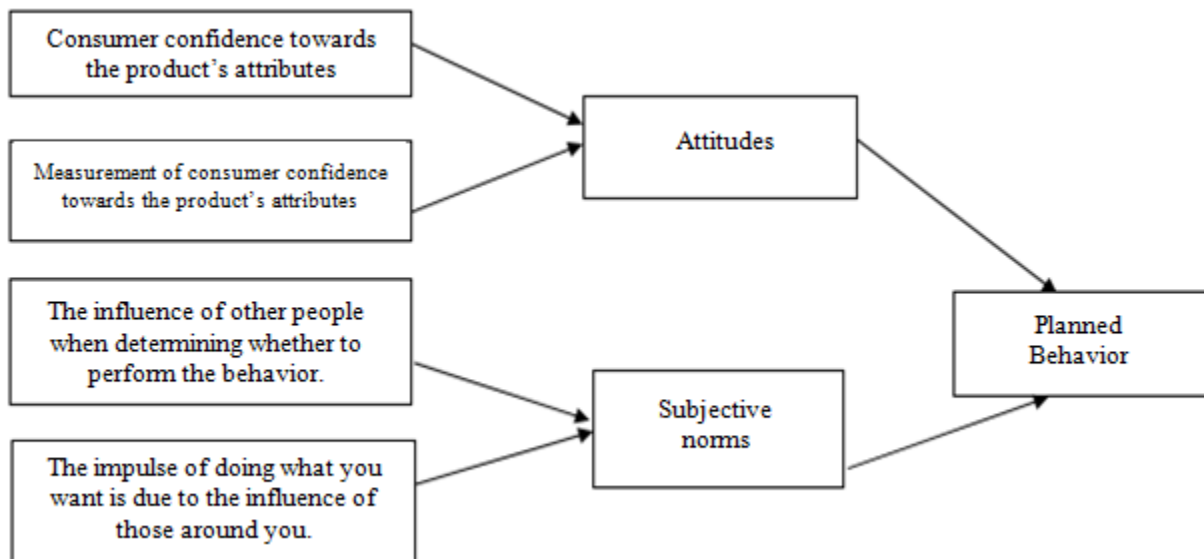 Consumer confidence towards
the product's attributes
Measurement of consumer confidence
towards the product's attributes
Attitudes
The influence of other people
when determining whether to
perform the behavior.
Planned
Behavior
Subjective
norms
The impulse of doing what you
want is due to the influence of
those around you.